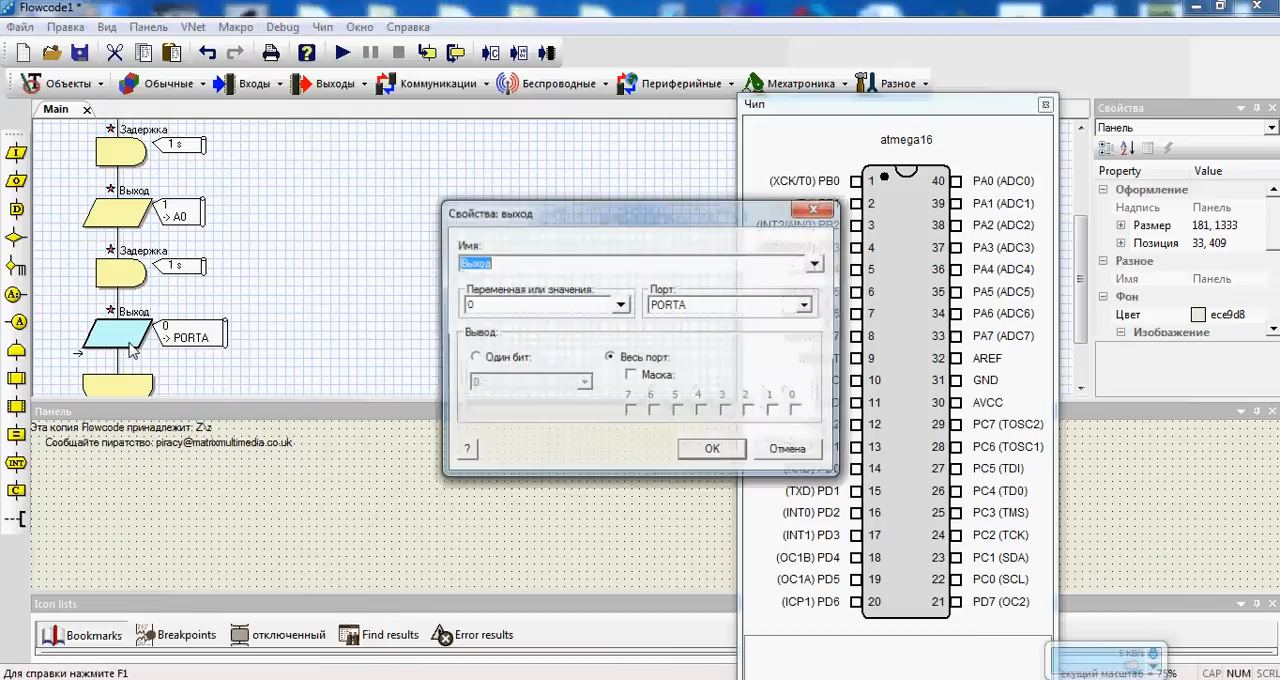 Flowcode1 *
Файл Правка Вид Панель VNet Макро Debug Чип Окно Справка
Объекты Обычные Входы Выходы Коммуникации Беспроводные Периферийные Мехатроника Разное
Main
Чип
Свойства
Панель
Property Value
Оформление
Надпись Панель
Размер 181, 1333
Позиция 33, 409
Разное
Имя Панель
Фон
Цвет ece9d8
Изображение
Задержка
1 s
Выход
1
-> A0
Задержка
1 s
Выход
0
-> PORTA
Свойства: выход
Имя:
Выход
Переменная или значения: Порт:
0 PORTA
Вывод:
Один бит: Весь порт:
0 Маска:
7 6 5 4 3 2 1 0
? OK Отмена
atmega16
(XCK/T0) PB0 1 40 PA0 (ADC0)
2 39 PA1 (ADC1)
(INT2/AIN0) PB2 3 38 PA2 (ADC2)
4 37 PA3 (ADC3)
5 36 PA4 (ADC4)
6 35 PA5 (ADC5)
7 34 PA6 (ADC6)
8 33 PA7 (ADC7)
9 32 AREF
10 31 GND
11 30 AVCC
12 29 PC7 (TOSC2)
13 28 PC6 (TOSC1)
14 27 PC5 (TDI)
(TXD) PD1 15 26 PC4 (TD0)
(INT0) PD2 16 25 PC3 (TMS)
(INT1) PD3 17 24 PC2 (TCK)
(OC1B) PD4 18 23 PC1 (SDA)
(OC1A) PD5 19 22 PC0 (SCL)
(ICP1) PD6 20 21 PD7 (OC2)
Панель
Эта копия Flowcode принадлежит: Z\z
Сообщайте пиратство: piracy@matrixmultimedia.co.uk
Icon lists
Bookmarks Breakpoints отключенный Find results Error results
5 KB/s
Для справки нажмите F1
Текущий масштаб = 75% CAP NUM SCRL